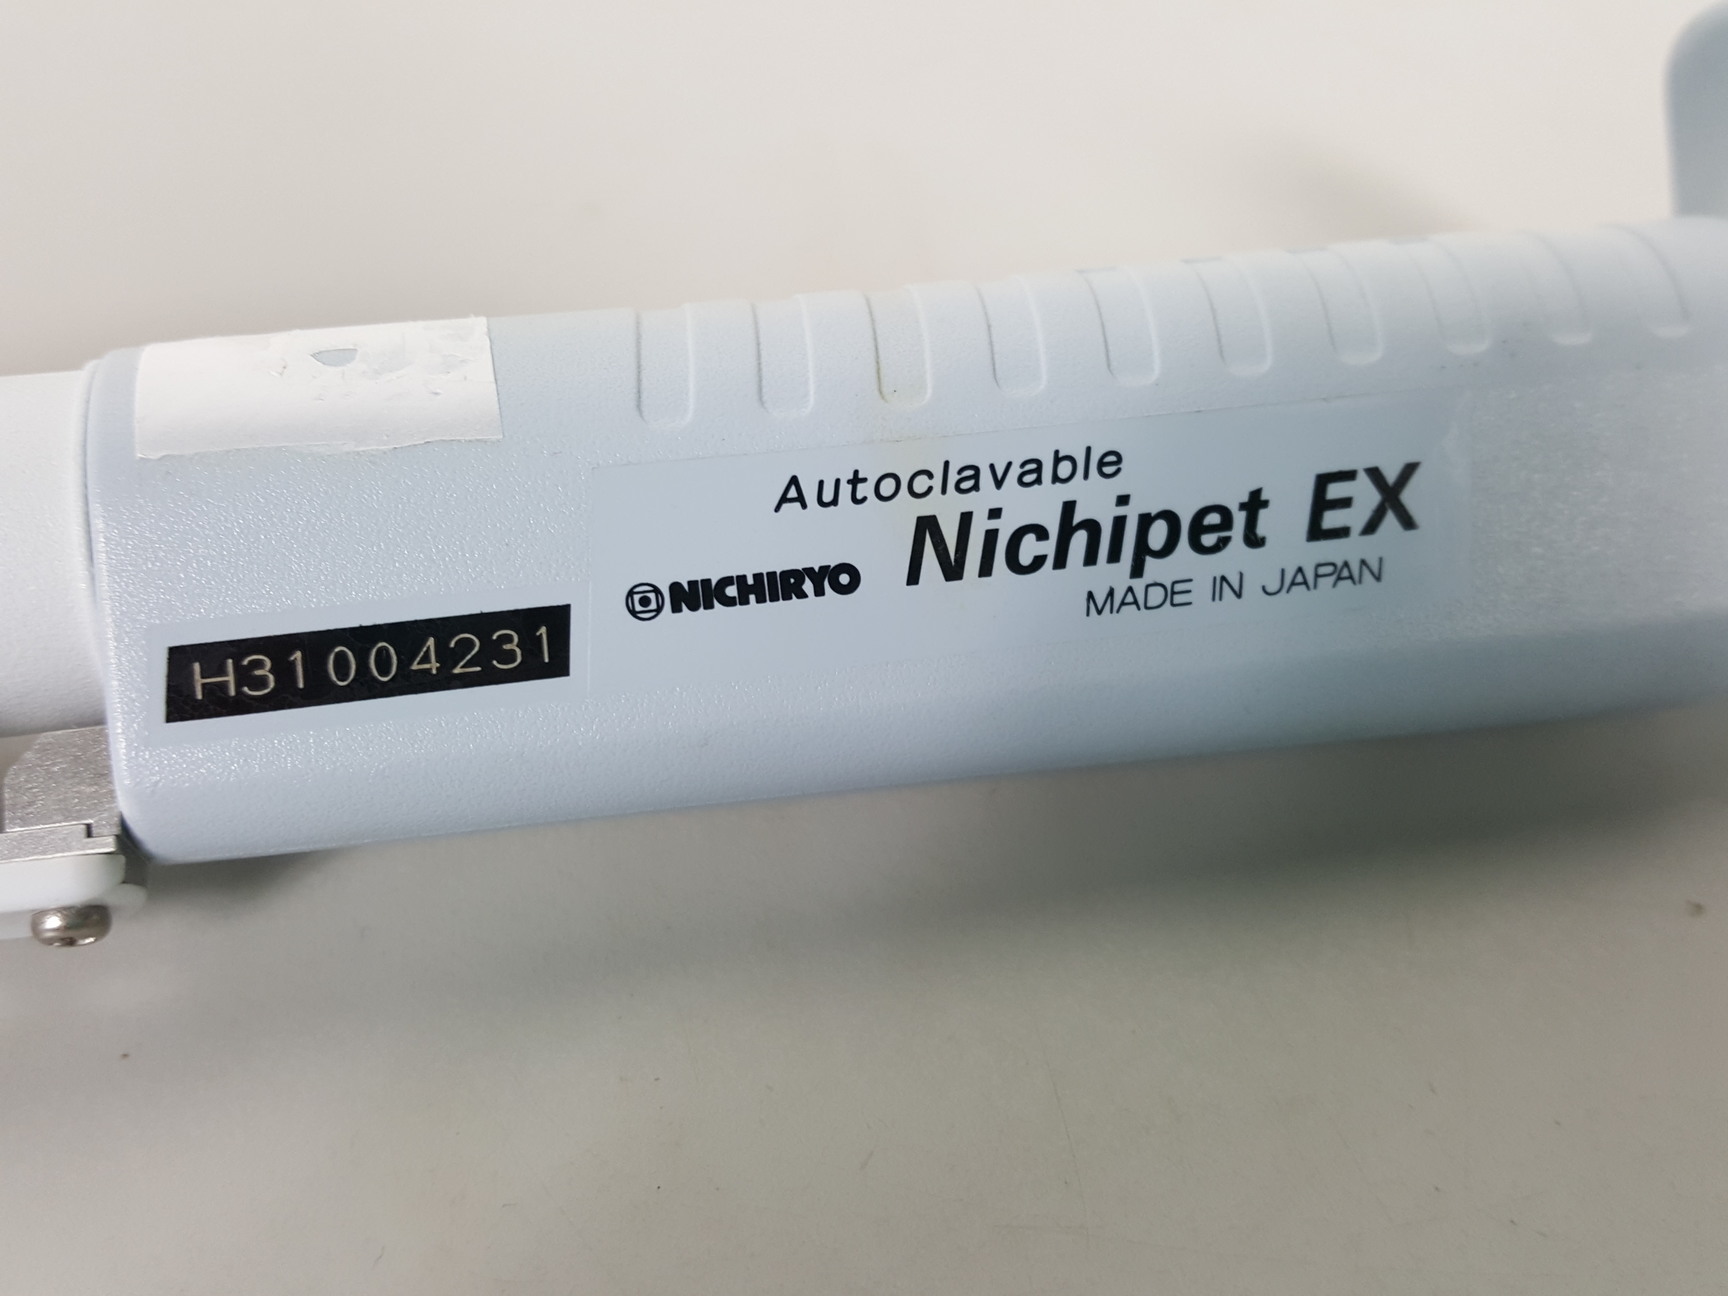 Autoclavable
NICHIRYO Nichipet EX
MADE IN JAPAN
H31004231